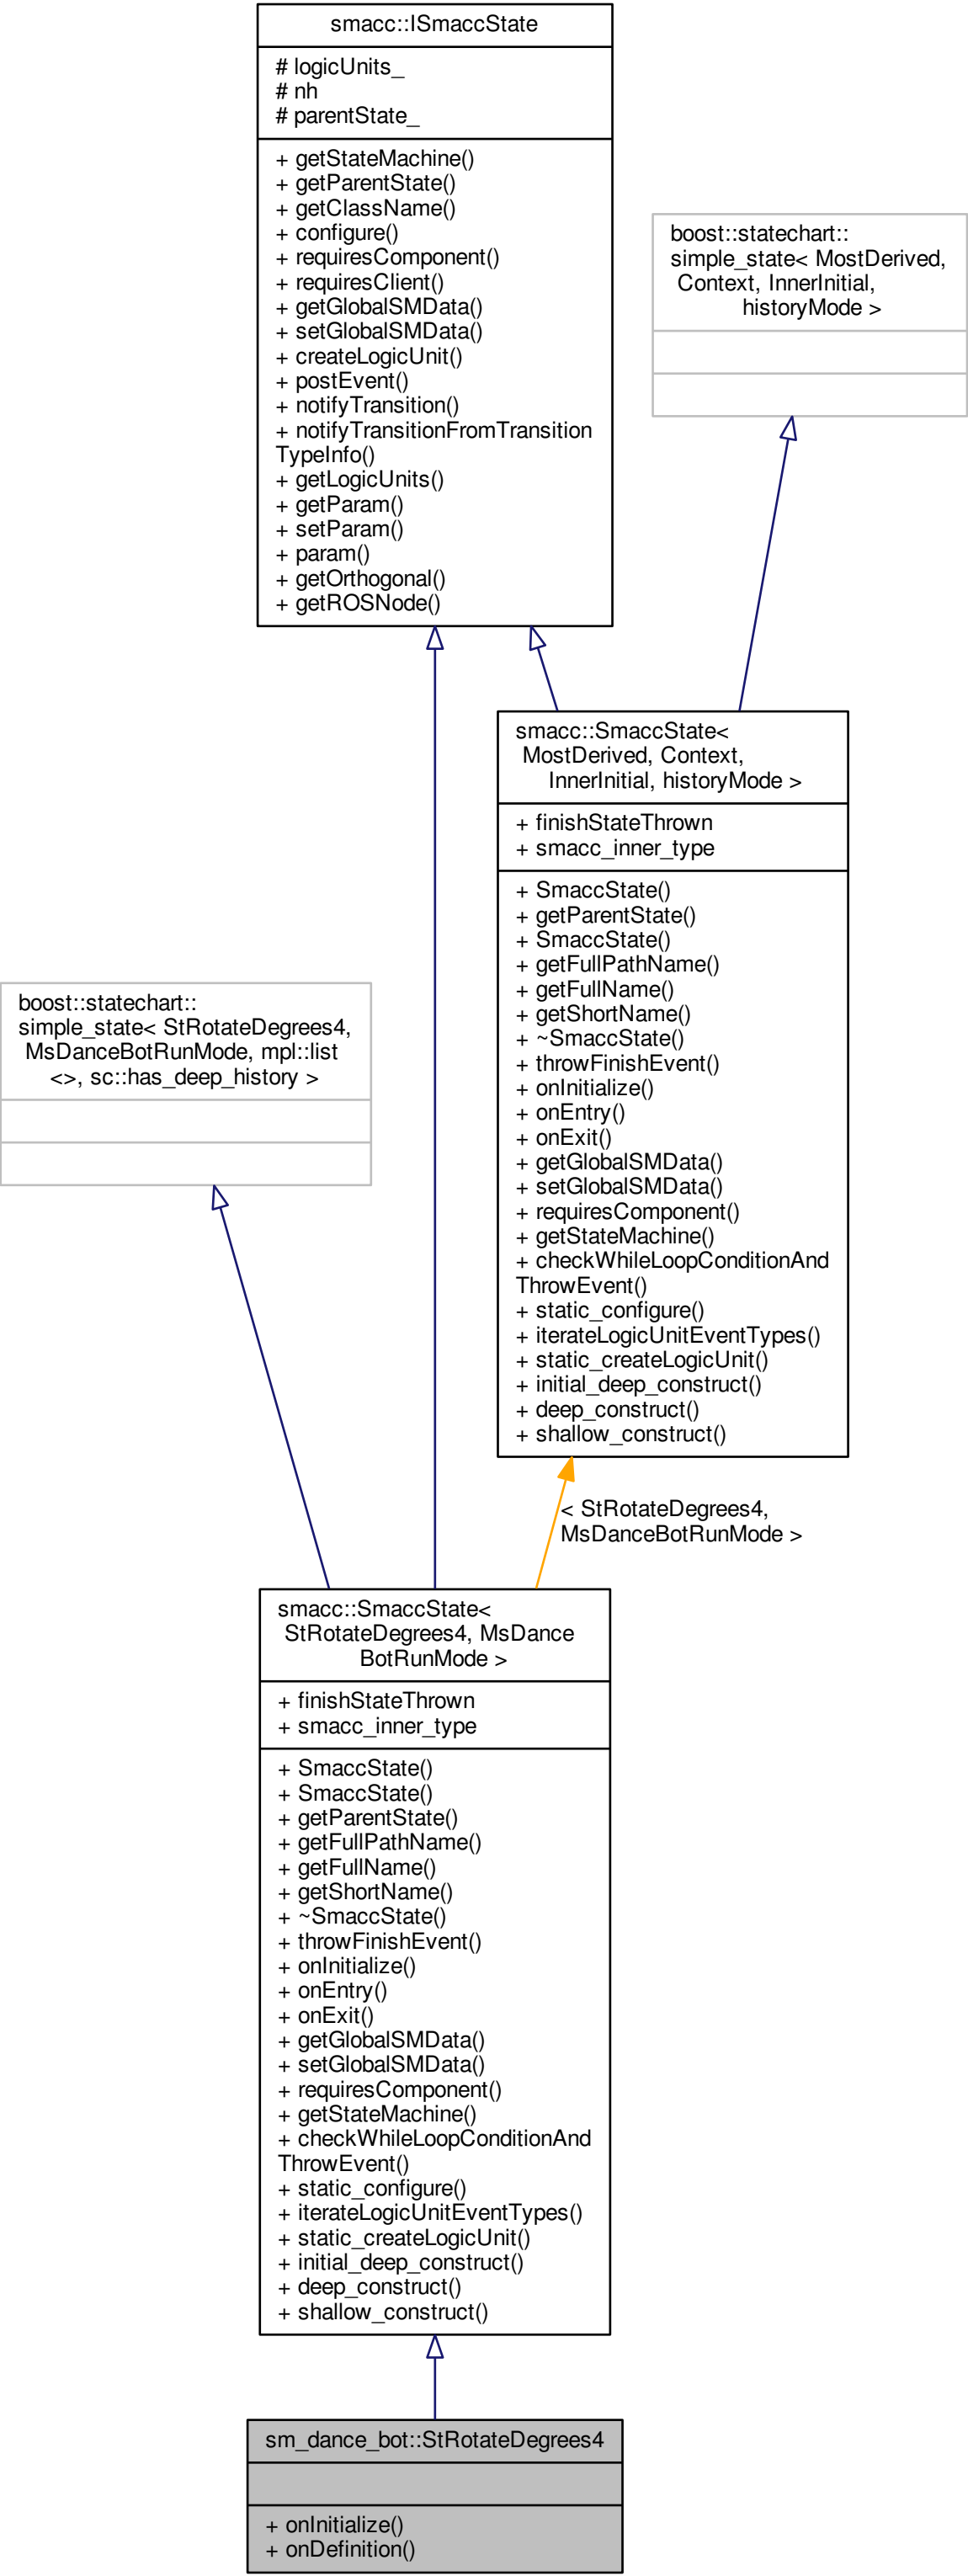 smacc::ISmaccState
# logicUnits_
# nh
# parentState_
+ getStateMachine()
+ getParentState()
+ getClassName()
+ configure()
+ requiresComponent()
+ requiresClient()
+ getGlobalSMData()
+ setGlobalSMData()
+ createLogicUnit()
+ postEvent()
+ notifyTransition()
+ notifyTransitionFromTransition
TypeInfo()
+ getLogicUnits()
+ getParam()
+ setParam()
+ param()
+ getOrthogonal()
+ getROSNode()
boost::statechart::
simple_state< MostDerived,
Context, InnerInitial,
historyMode >
smacc::SmaccState<
MostDerived, Context,
InnerInitial, historyMode >
+ finishStateThrown
+ smacc_inner_type
+ SmaccState()
+ getParentState()
+ SmaccState()
+ getFullPathName()
+ getFullName()
+ getShortName()
+ ~SmaccState()
+ throwFinishEvent()
+ onInitialize()
+ onEntry()
+ onExit()
+ getGlobalSMData()
+ setGlobalSMData()
+ requiresComponent()
+ getStateMachine()
+ checkWhileLoopConditionAnd
ThrowEvent()
+ static_configure()
+ iterateLogicUnitEventTypes()
+ static_createLogicUnit()
+ initial_deep_construct()
+ deep_construct()
+ shallow_construct()
boost::statechart::
simple_state< StRotateDegrees4,
MsDanceBotRunMode, mpl::list
<>, sc::has_deep_history >
< StRotateDegrees4,
MsDanceBotRunMode >
smacc::SmaccState<
StRotateDegrees4, MsDance
BotRunMode >
+ finishStateThrown
+ smacc_inner_type
+ SmaccState()
+ SmaccState()
+ getParentState()
+ getFullPathName()
+ getFullName()
+ getShortName()
+ ~SmaccState()
+ throwFinishEvent()
+ onInitialize()
+ onEntry()
+ onExit()
+ getGlobalSMData()
+ setGlobalSMData()
+ requiresComponent()
+ getStateMachine()
+ checkWhileLoopConditionAnd
ThrowEvent()
+ static_configure()
+ iterateLogicUnitEventTypes()
+ static_createLogicUnit()
+ initial_deep_construct()
+ deep_construct()
+ shallow_construct()
sm_dance_bot::StRotateDegrees4
+ onInitialize()
+ onDefinition()